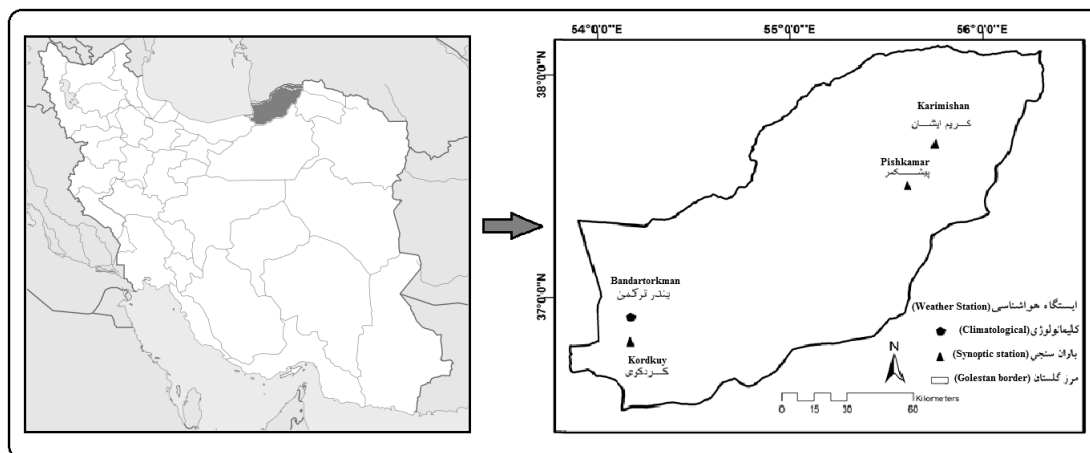 54°0'0"E 55°0'0"E 56°0'0"E
38°0'0"N
Karimishan
کریم ایشان
Pishkamar
پیشکمر
37°0'0"N
Bandartorkman
بندر ترکمن
Kordkuy
کردکوی
ایستگاه هواشناسی (Weather Station)
کلیماتولوژی (Climatological)
باران سنجی (Synoptic station)
مرز گلستان (Golestan border)
N
Kilometers
0 15 30 60